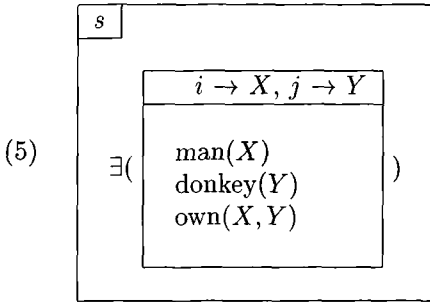 s
i → X, j → Y
man(X)
(5) ∃( donkey(Y) )
own(X, Y)